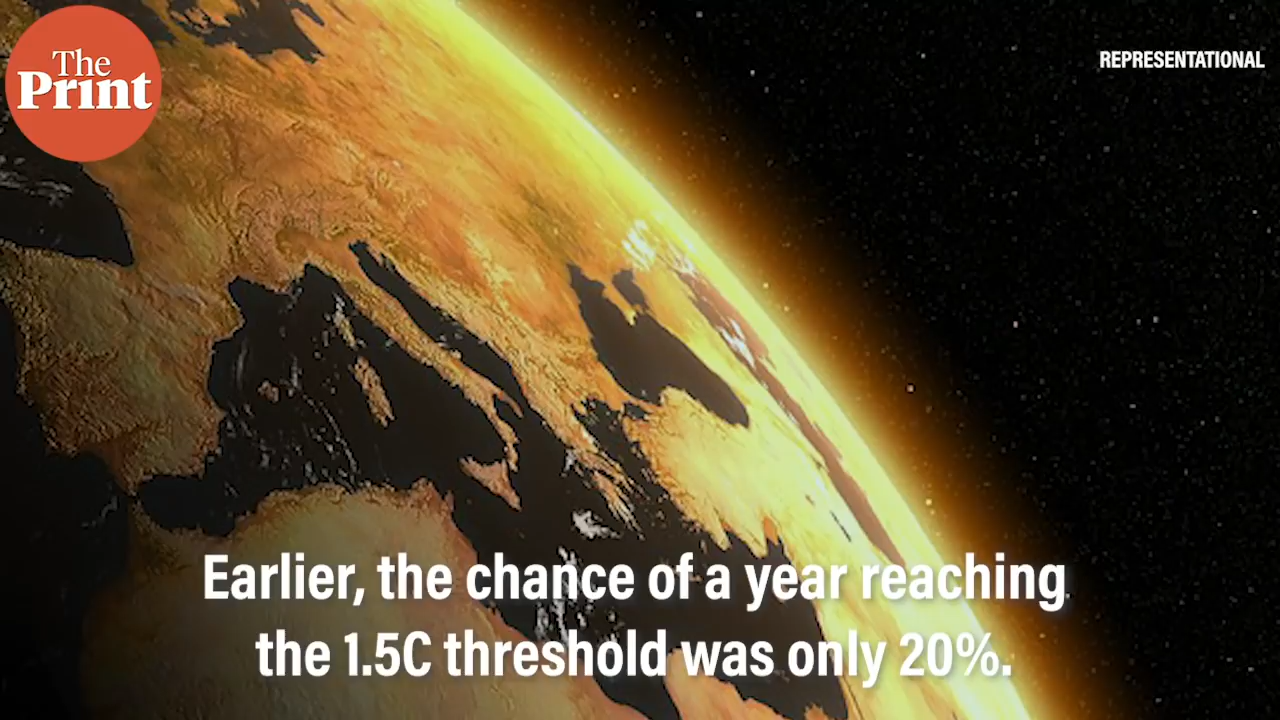 The
Print
REPRESENTATIONAL
Earlier, the chance of a year reaching
the 1.5C threshold was only 20%.